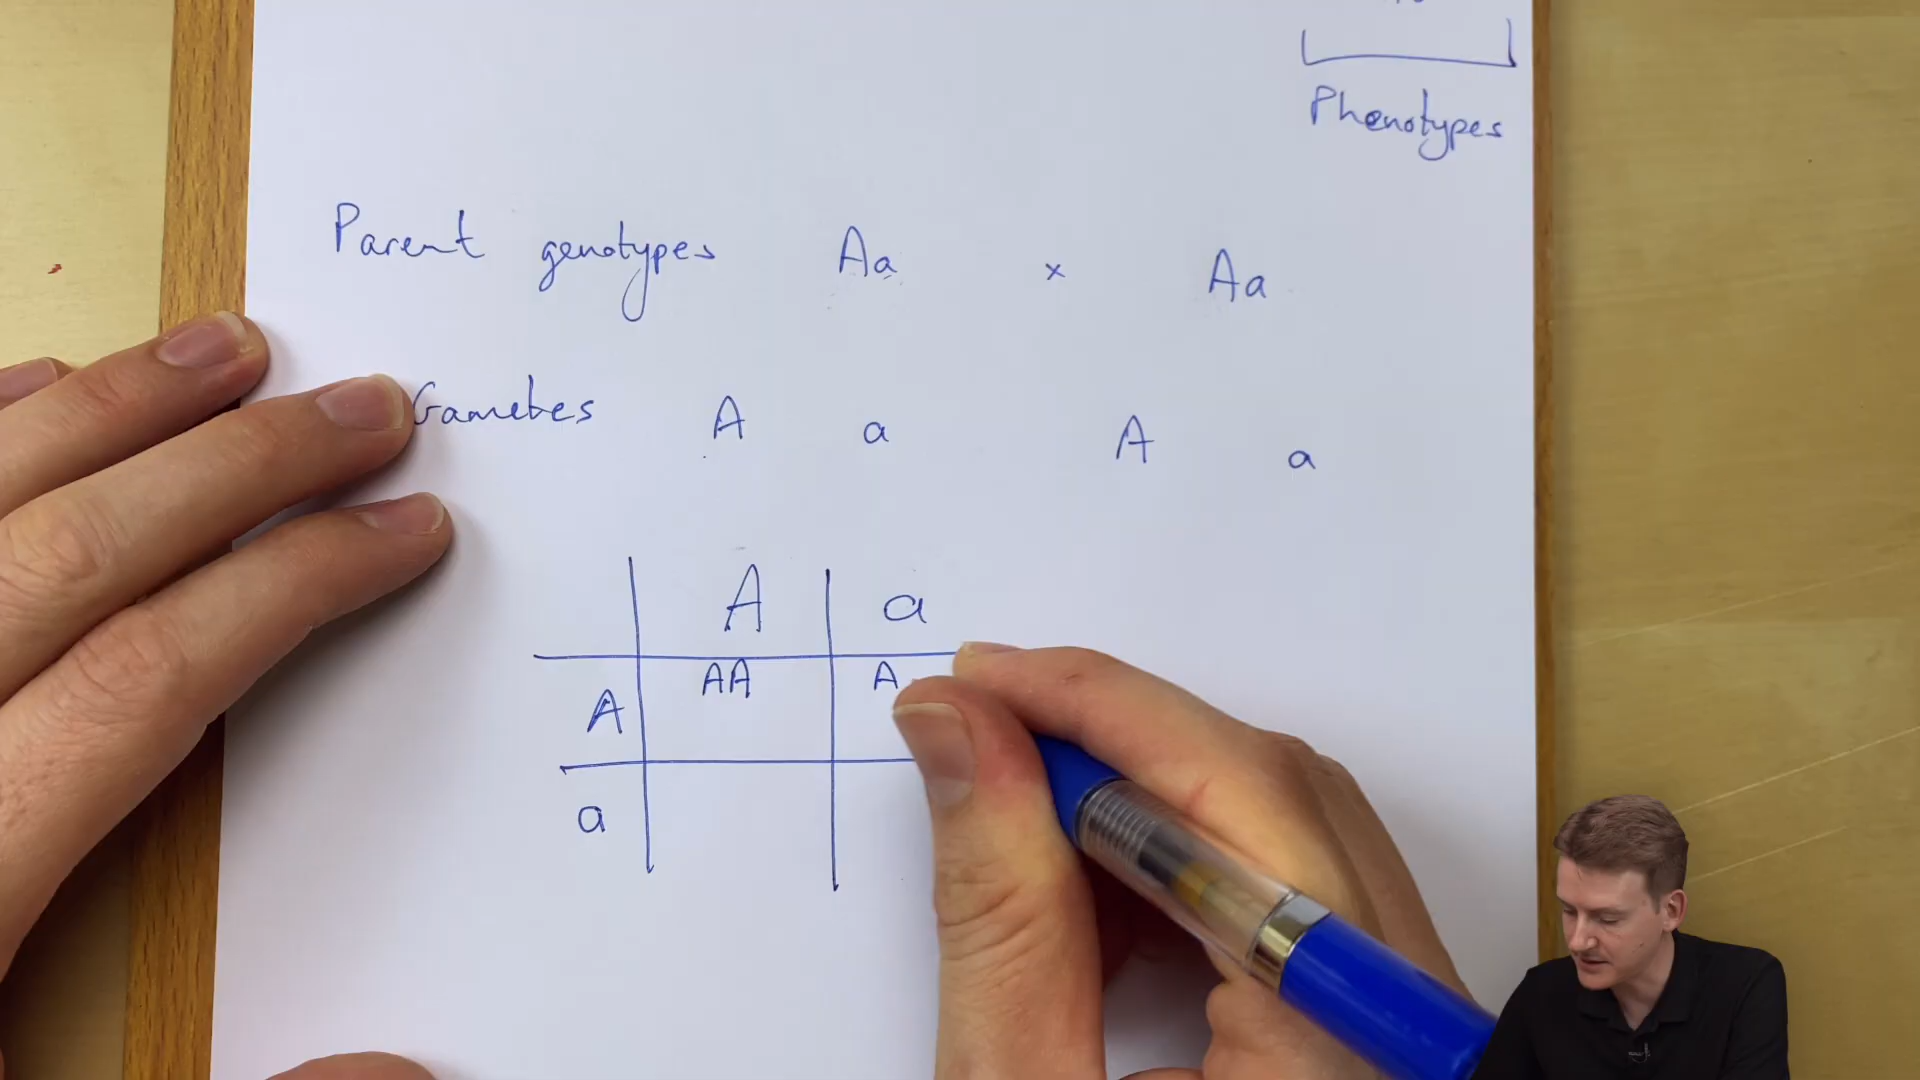 Phenotypes
Parent genotypes Aa x Aa
Gametes A a A a
A a
A AA A
a